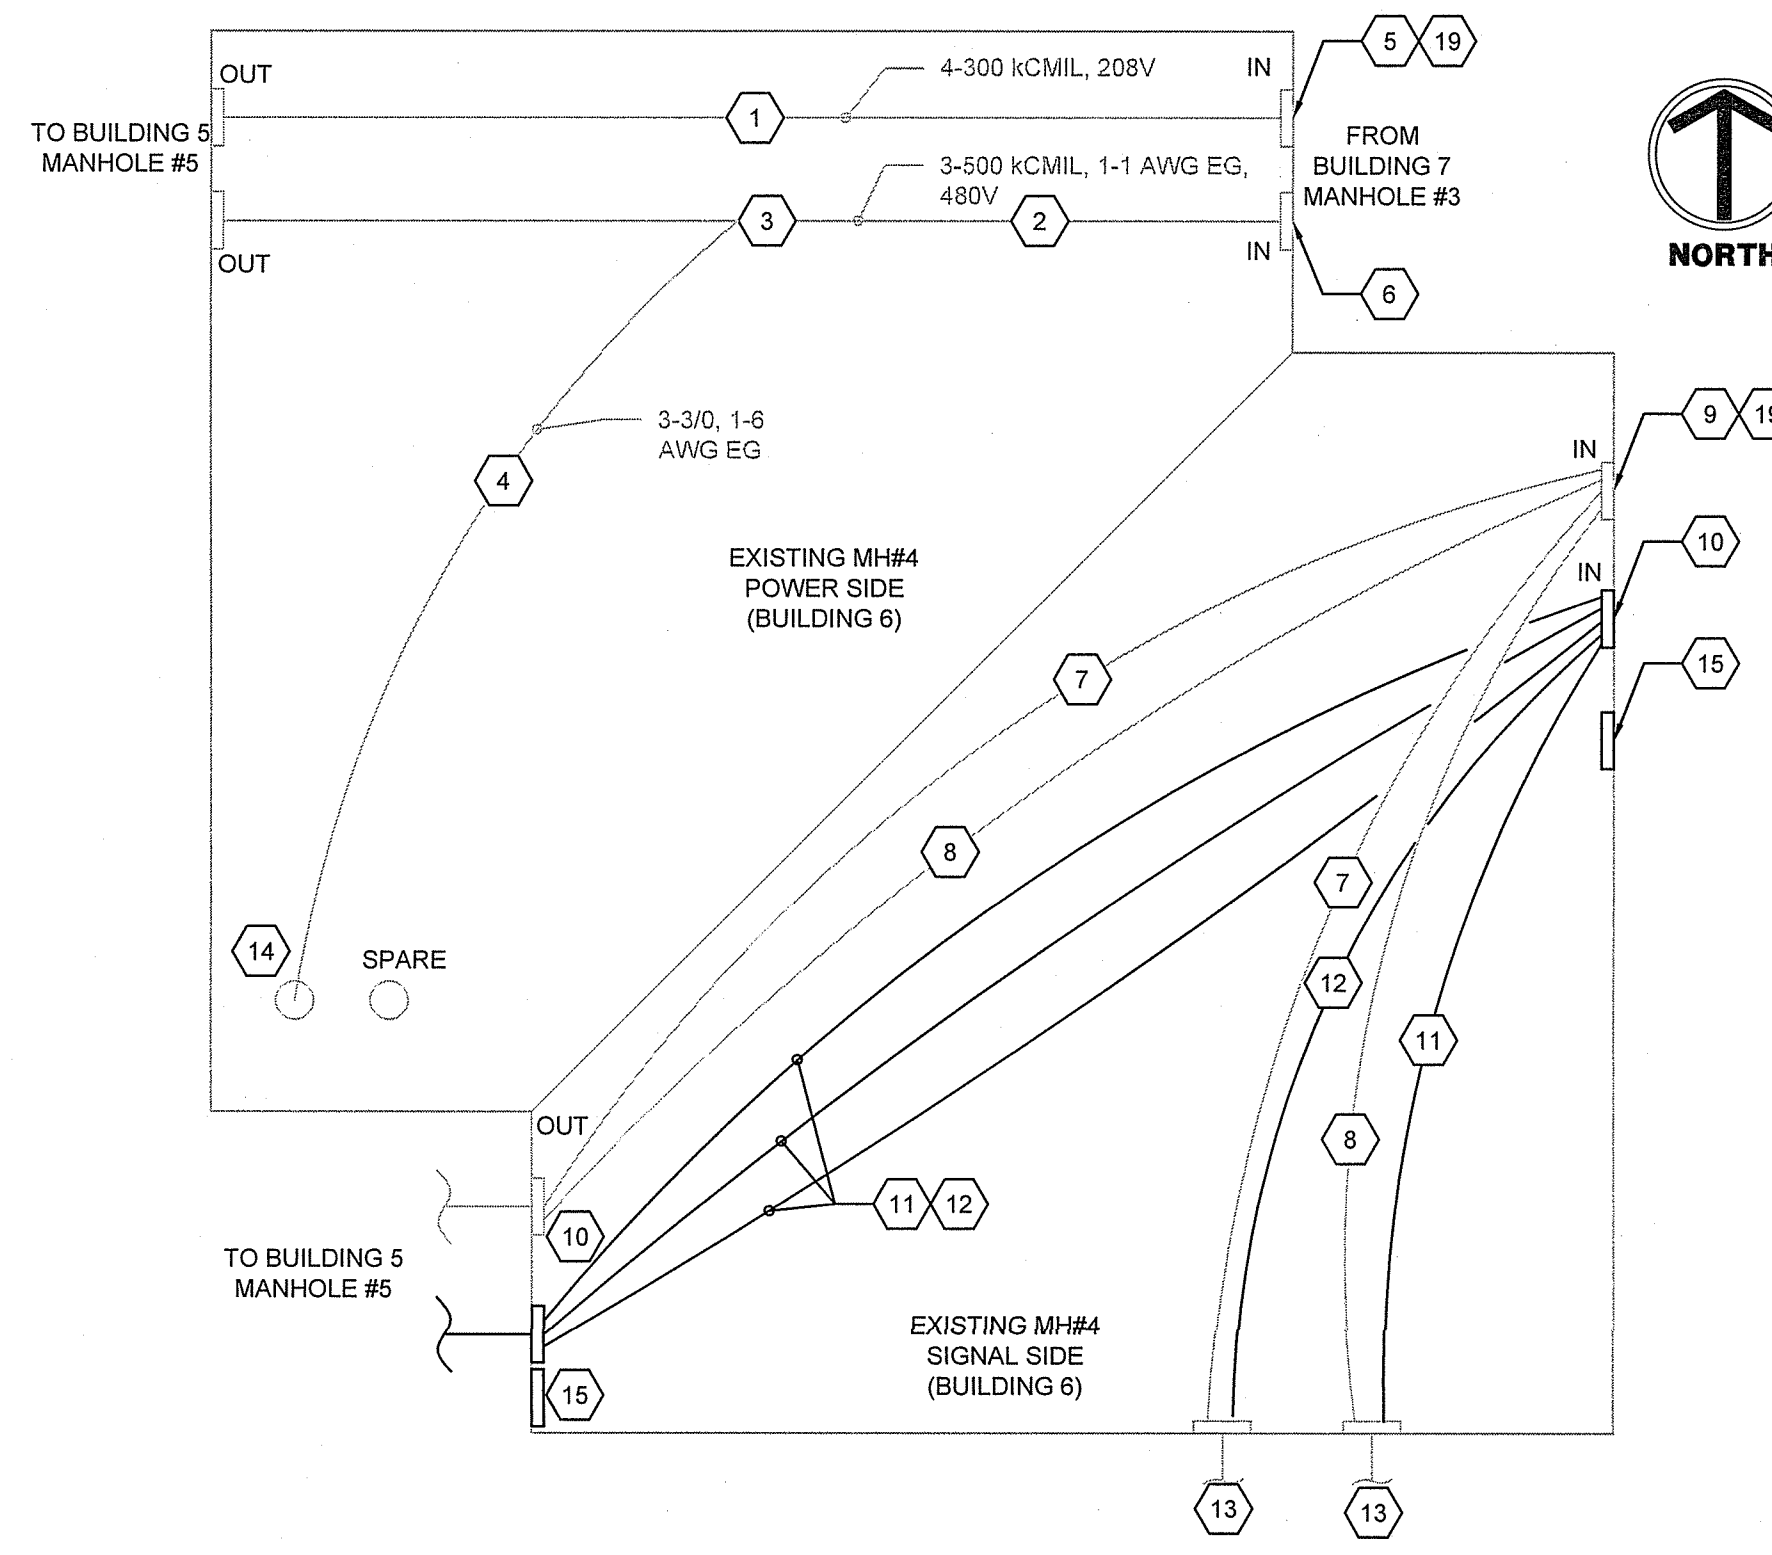 OUT
4-300 kCMIL, 208V
IN
5
19
TO BUILDING 5
MANHOLE #5
1
FROM
BUILDING 7
MANHOLE #3
3-500 kCMIL, 1-1 AWG EG,
480V
3
2
OUT
IN
6
NORTH
3-3/0, 1-6
AWG EG
4
9
19
IN
10
IN
15
EXISTING MH#4
POWER SIDE
(BUILDING 6)
7
8
7
14
SPARE
12
11
OUT
8
11
12
10
TO BUILDING 5
MANHOLE #5
EXISTING MH#4
SIGNAL SIDE
(BUILDING 6)
15
13
13